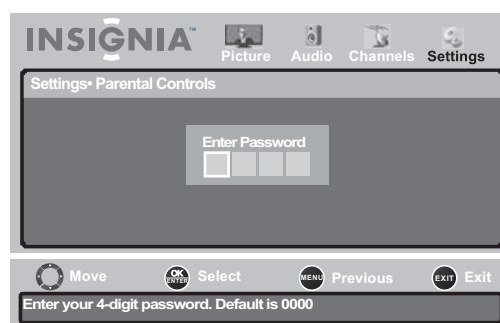 INSIGNIA™
Picture Audio Channels Settings
Settings• Parental Controls
Enter Password
Move OK ENTER Select MENU Previous EXIT Exit
Enter your 4-digit password. Default is 0000